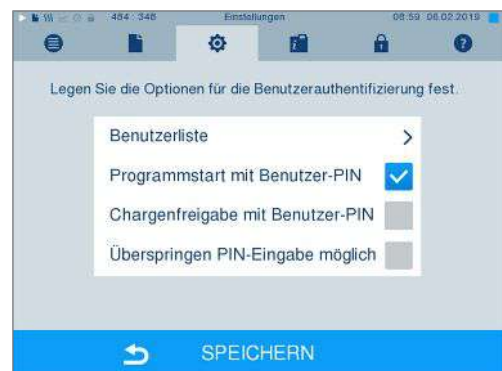 484 : 346 Einstellungen 08:59 06.02.2019
Legen Sie die Optionen für die Benutzerauthentifizierung fest.
Benutzerliste
Programmstart mit Benutzer-PIN
Chargenfreigabe mit Benutzer-PIN
Überspringen PIN-Eingabe möglich
SPEICHERN